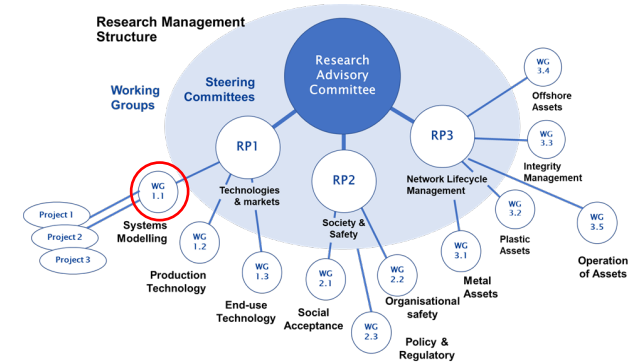 Research Management
Structure
Working
Groups
Steering
Committees
Research
Advisory
Committee
RP1
Technologies
& markets
RP2
Society &
Safety
RP3
Network Lifecycle
Management
WG
1.1
Systems
Modelling
Project 1
Project 2
Project 3
WG
1.2
Production
Technology
WG
1.3
End-use
Technology
WG
2.1
Social
Acceptance
WG
2.3
Policy &
Regulatory
WG
2.2
Organisational
safety
WG
3.1
Metal
Assets
WG
3.2
Plastic
Assets
WG
3.5
Operation
of Assets
WG
3.3
Integrity
Management
WG
3.4
Offshore
Assets